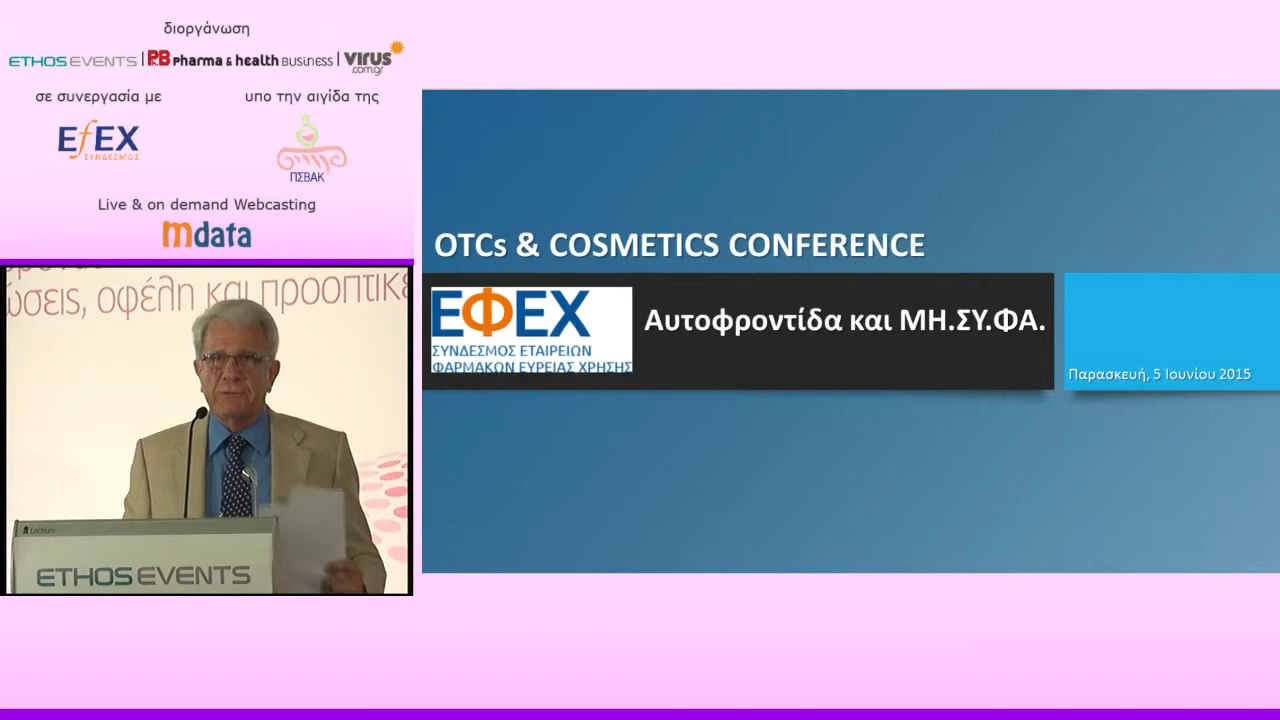 διοργάνωση
ETHOS EVENTS | PB pharma & health BUSINESS | VIRUS.com.gr
σε συνεργασία με
υπο την αιγίδα της
EfEX
ΣΥΝΔΕΣΜΟΣ
ΠΣΒΑΚ
Live & on demand Webcasting
mdata
ώσεις, οφέλη και προοπτικέ
Lectrum
ETHOS EVENTS
OTCs & COSMETICS CONFERENCE
ΕΦΕΧ
ΣΥΝΔΕΣΜΟΣ ΕΤΑΙΡΕΙΩΝ
ΦΑΡΜΑΚΩΝ ΕΥΡΕΙΑΣ ΧΡΗΣΗΣ
Αυτοφροντίδα και ΜΗ.ΣΥ.ΦΑ.
Παρασκευή, 5 Ιουνίου 2015